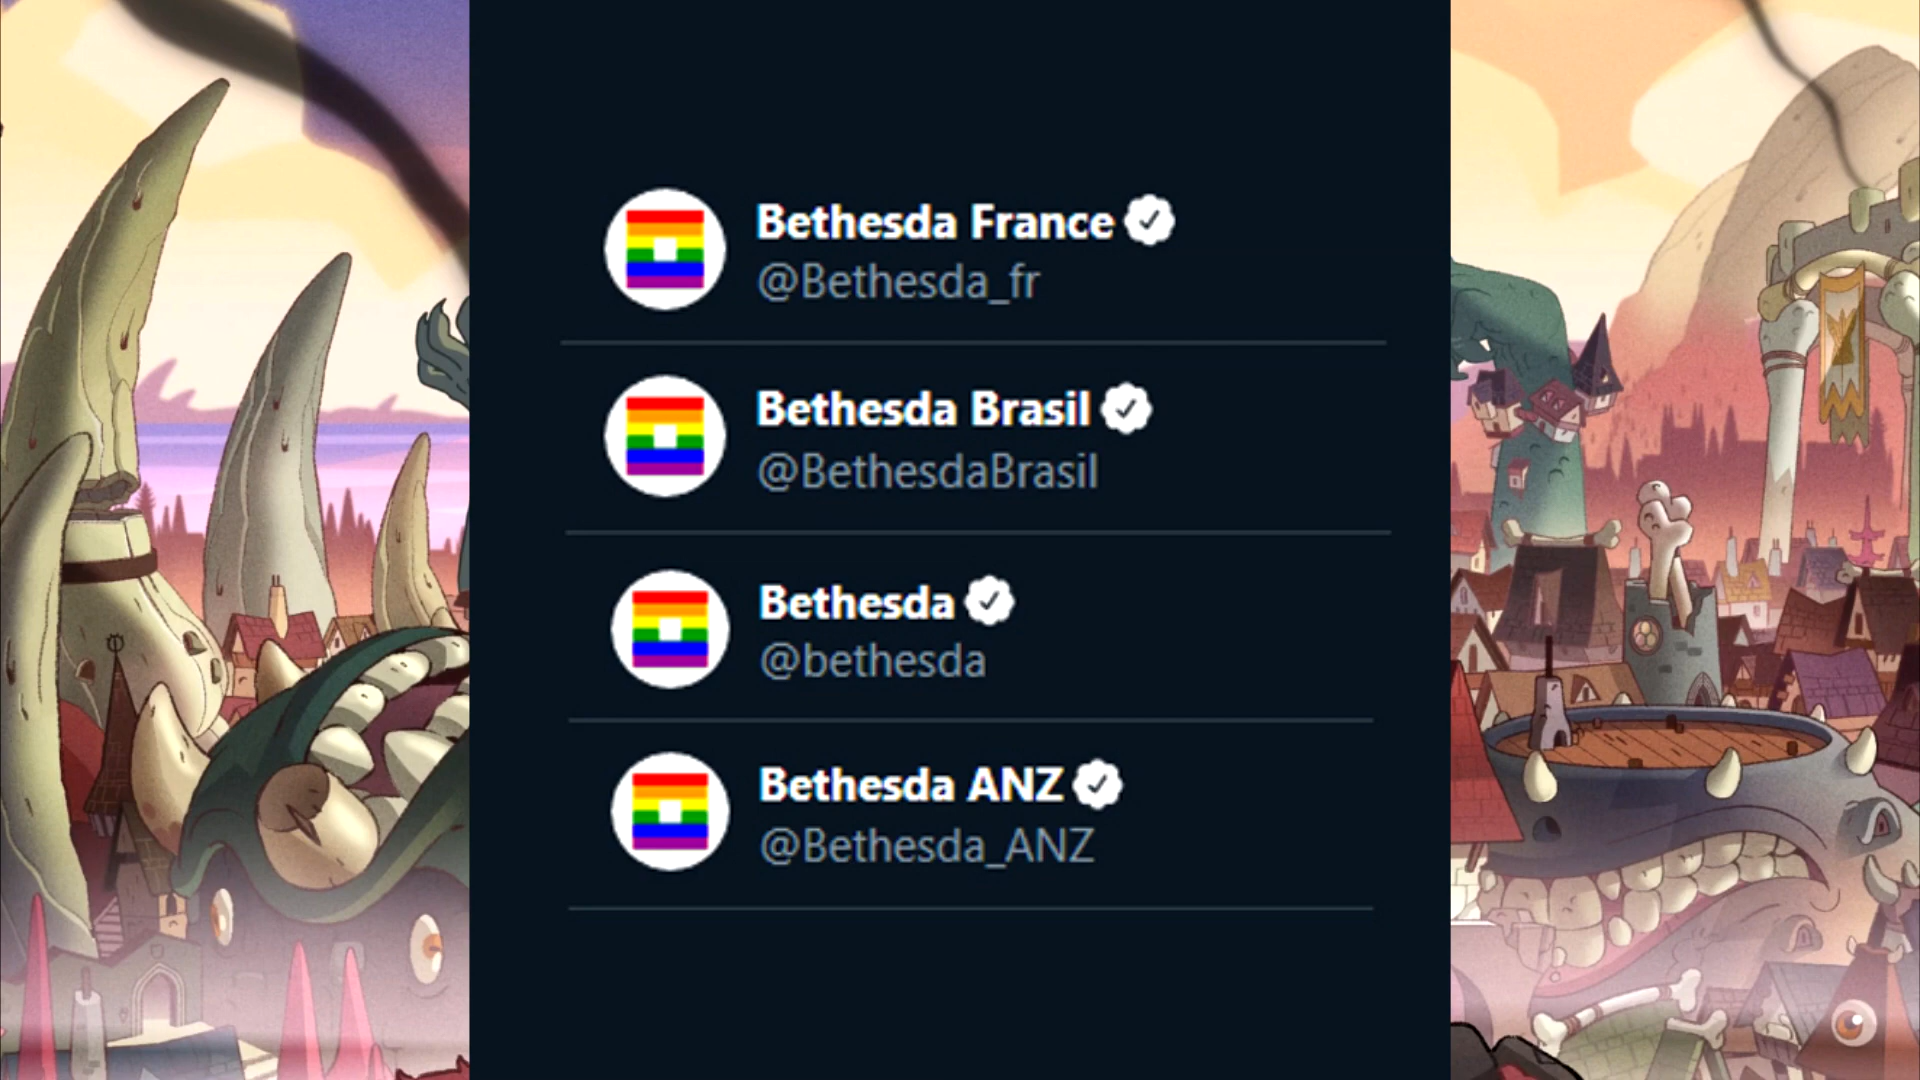 Bethesda France
@Bethesda_fr
Bethesda Brasil
@BethesdaBrasil
Bethesda
@bethesda
Bethesda ANZ
@Bethesda_ANZ